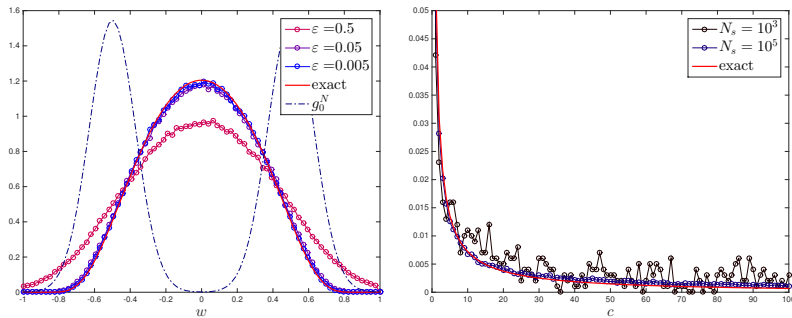 1.6
1.4
1.2
1
0.8
0.6
0.4
0.2
0
-1 -0.8 -0.6 -0.4 -0.2 0 0.2 0.4 0.6 0.8 1
w
ε =0.5
ε =0.05
ε =0.005
exact
g_0^N
0.05
0.045
0.04
0.035
0.03
0.025
0.02
0.015
0.01
0.005
0
0 10 20 30 40 50 60 70 80 90 100
c
N_s = 10^3
N_s = 10^5
exact